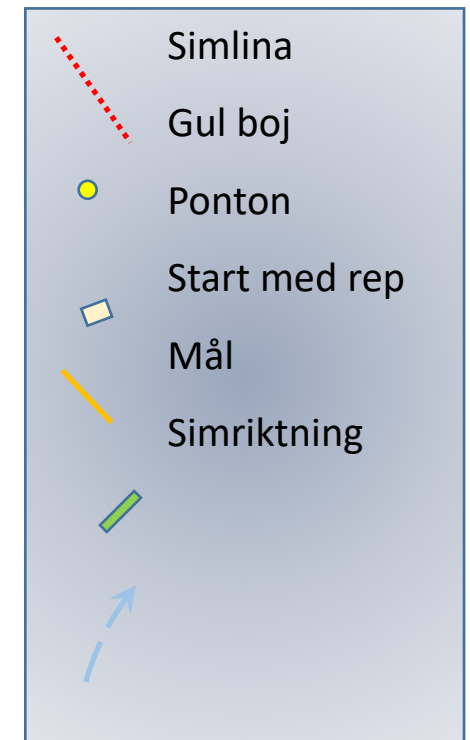 Simlina
Gul boj
Ponton
Start med rep
Mål
Simriktning